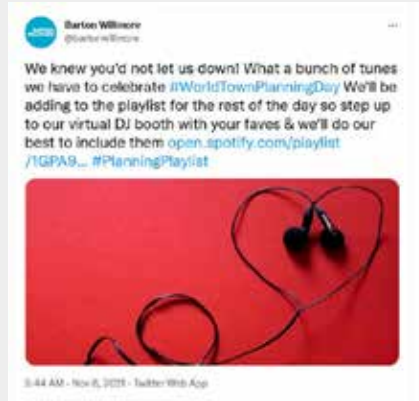 Barton Willmore
@bartonwillmore
We knew you'd not let us down! What a bunch of tunes
we have to celebrate #WorldTownPlanningDay We'll be
adding to the playlist for the rest of the day so step up
to our virtual DJ booth with your faves & we'll do our
best to include them open.spotify.com/playlist
/1GPA9... #PlanningPlaylist
Nov 8, 2021 · Twitter Web App